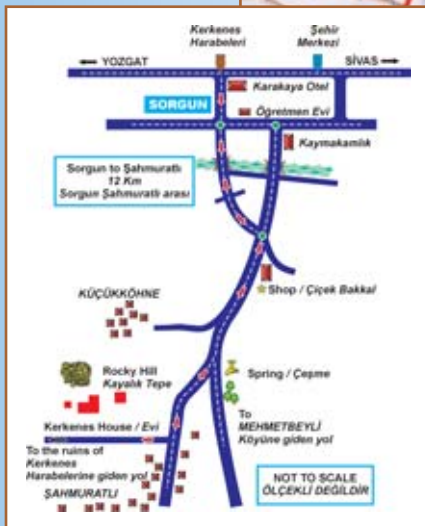 Kerkenes
Harabeleri
Şehir
Merkezi
YOZGAT
SİVAS
Karakaya Otel
SORGUN
Öğretmen Evi
Kaymakamlık
Sorgun to Şahmuratlı
12 Km
Sorgun Şahmuratlı arası
Shop / Çiçek Bakkal
KÜÇÜKKÖHNE
Rocky Hill
Kayalık Tepe
Spring / Çeşme
Kerkenes House / Evi
To
MEHMETBEYLİ
Köyüne giden yol
To the ruins of
Kerkenes
Harabelerine giden yol
ŞAHMURATLI
NOT TO SCALE
ÖLÇEKLİ DEĞİLDİR